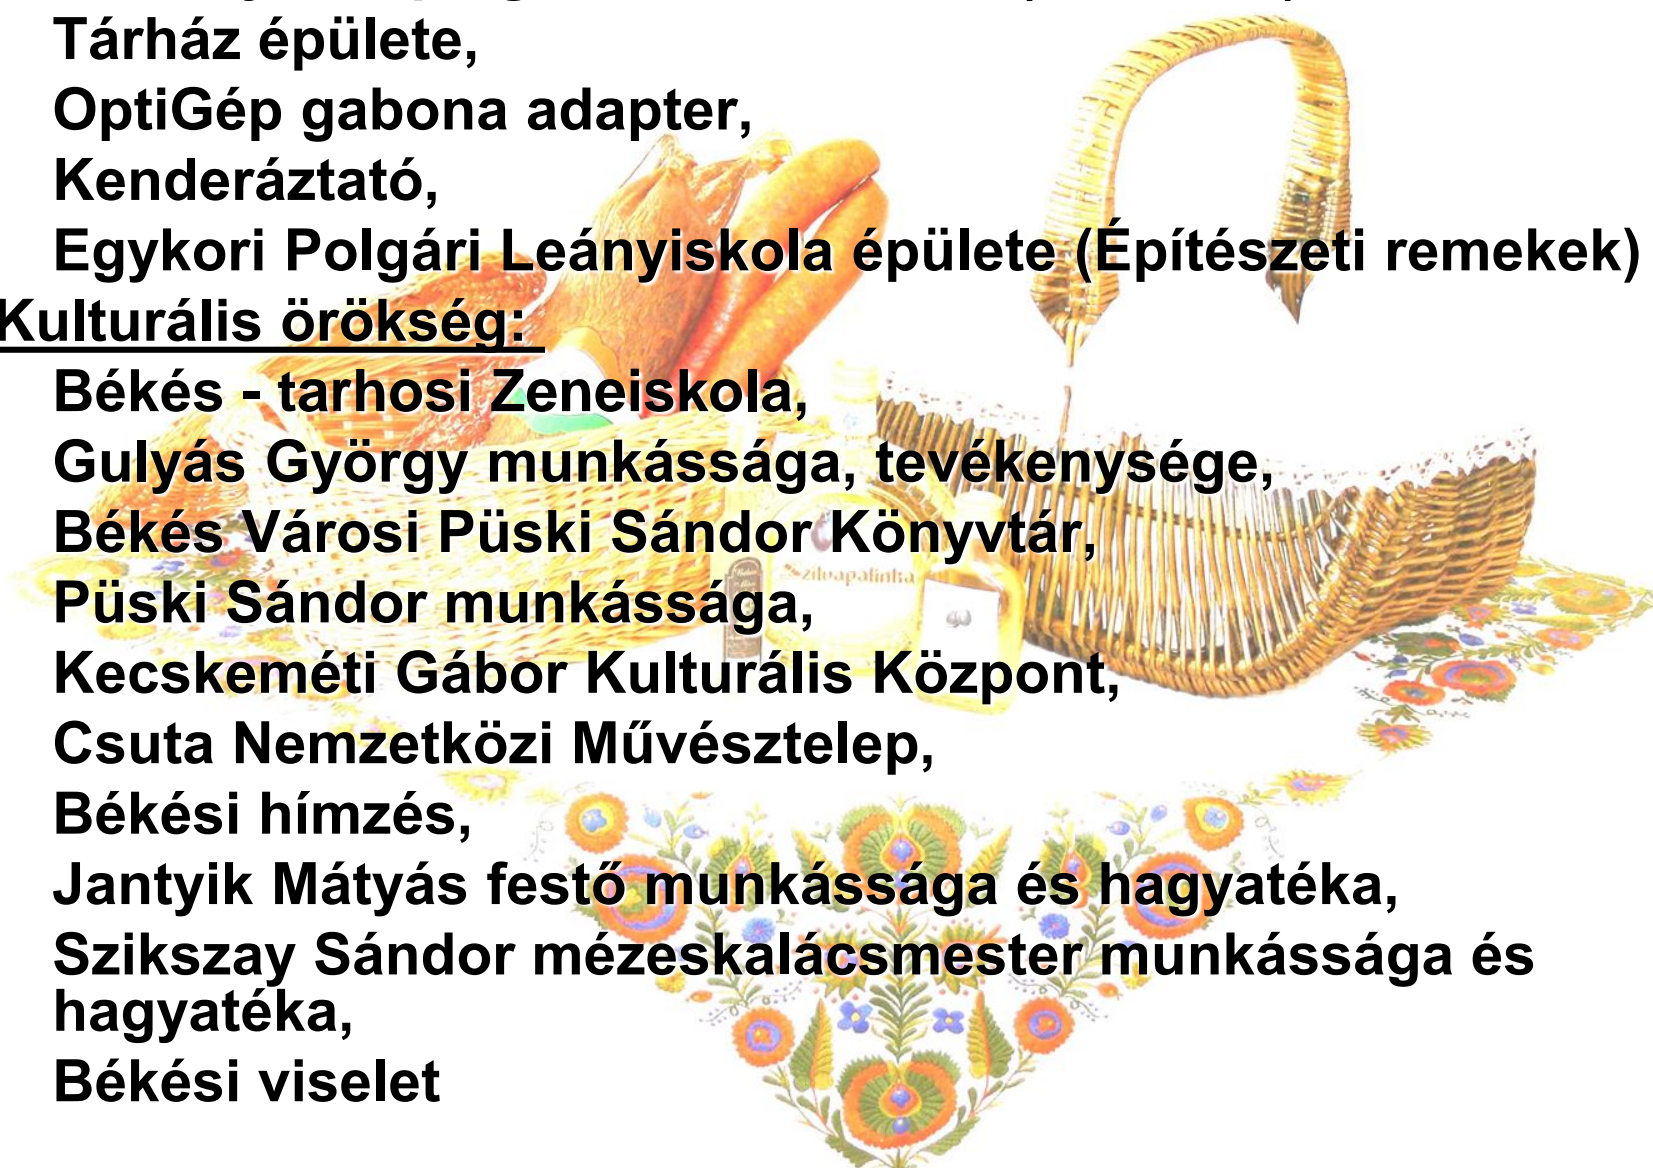 Tárház épülete,
OptiGép gabona adapter,
Kenderáztató,
Egykori Polgári Leányiskola épülete (Építészeti remekek)
Kulturális örökség:
Békés - tarhosi Zeneiskola,
Gulyás György munkássága, tevékenysége,
Békés Városi Püski Sándor Könyvtár,
Püski Sándor munkássága,
Kecskeméti Gábor Kulturális Központ,
Csuta Nemzetközi Művésztelep,
Békési hímzés,
Jantyik Mátyás festő munkássága és hagyatéka,
Szikszay Sándor mézeskalácsmester munkássága és
hagyatéka,
Békési viselet